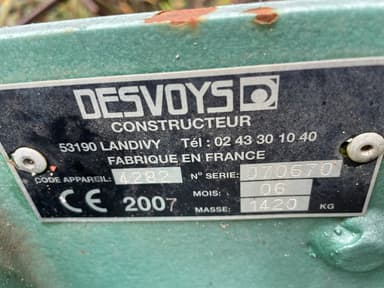 DESVOYS
CONSTRUCTEUR
53190 LANDIVY Tél : 02 43 30 10 40
FABRIQUE EN FRANCE
CODE APPAREIL: 4282 N° SERIE: 070670
MOIS: 06
CE 2007 MASSE: 1420 KG